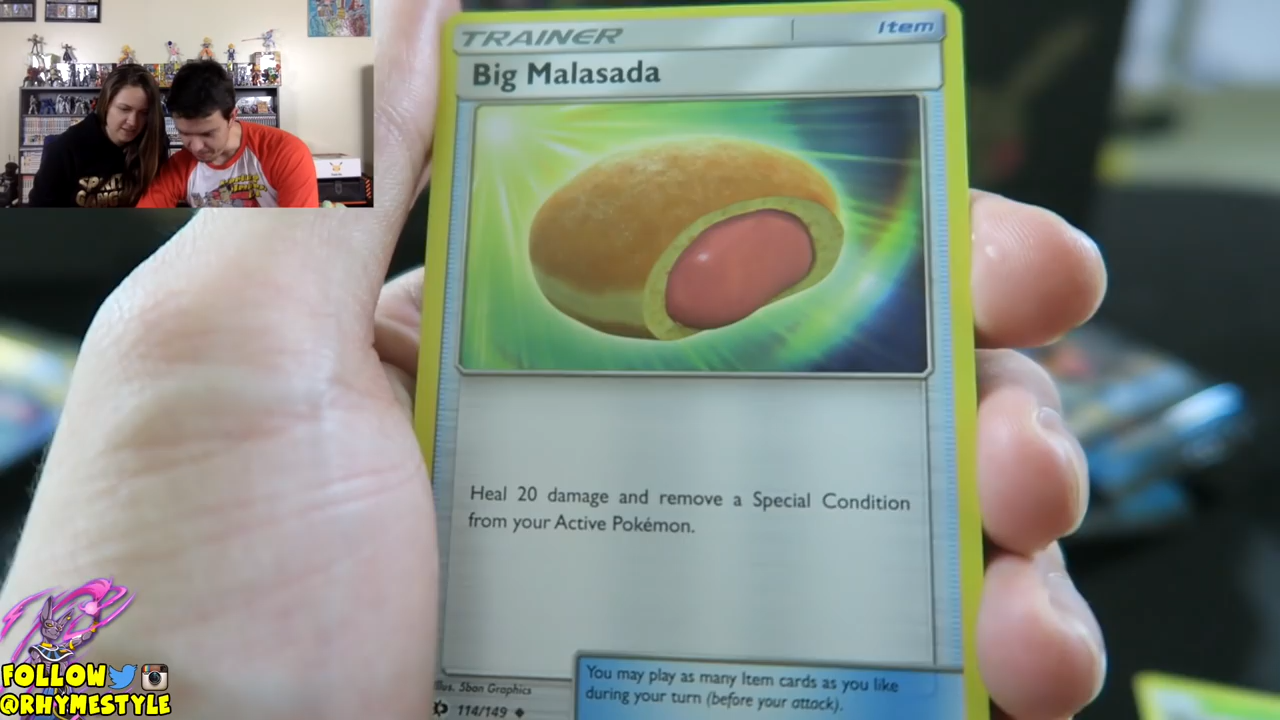 TRAINER
Item
Big Malasada
Heal 20 damage and remove a Special Condition
from your Active Pokémon.
You may play as many Item cards as you like
during your turn (before your attack).
Illus. 5ban Graphics
114/149
FOLLOW
@RHYMESTYLE